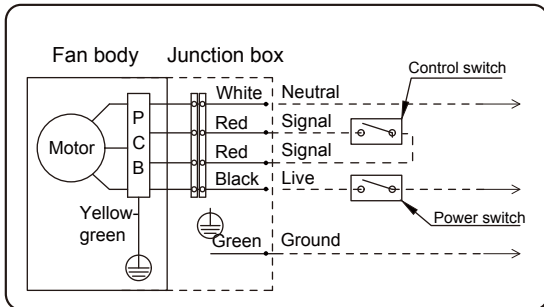 Fan body Junction box
Control switch
White Neutral
P
C
B
Red Signal
Motor
Red Signal
Black Live
Yellow-
green
Power switch
Green Ground